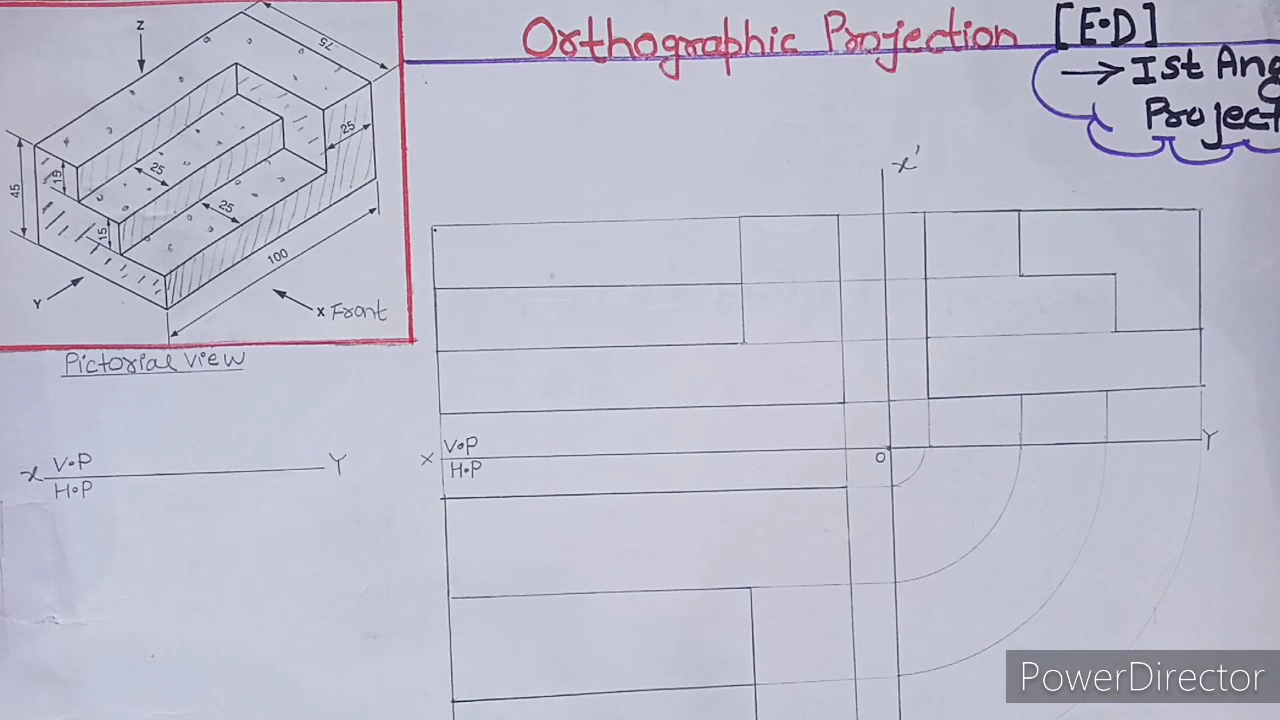 Orthographic Projection [E.D]
→ Ist Ang
Project
Z
75
25
25
25
15
15
45
100
Y
X Front
Pictorial View
x'
X V.P Y
H.P
X V.P
H.P
O
Y
PowerDirector